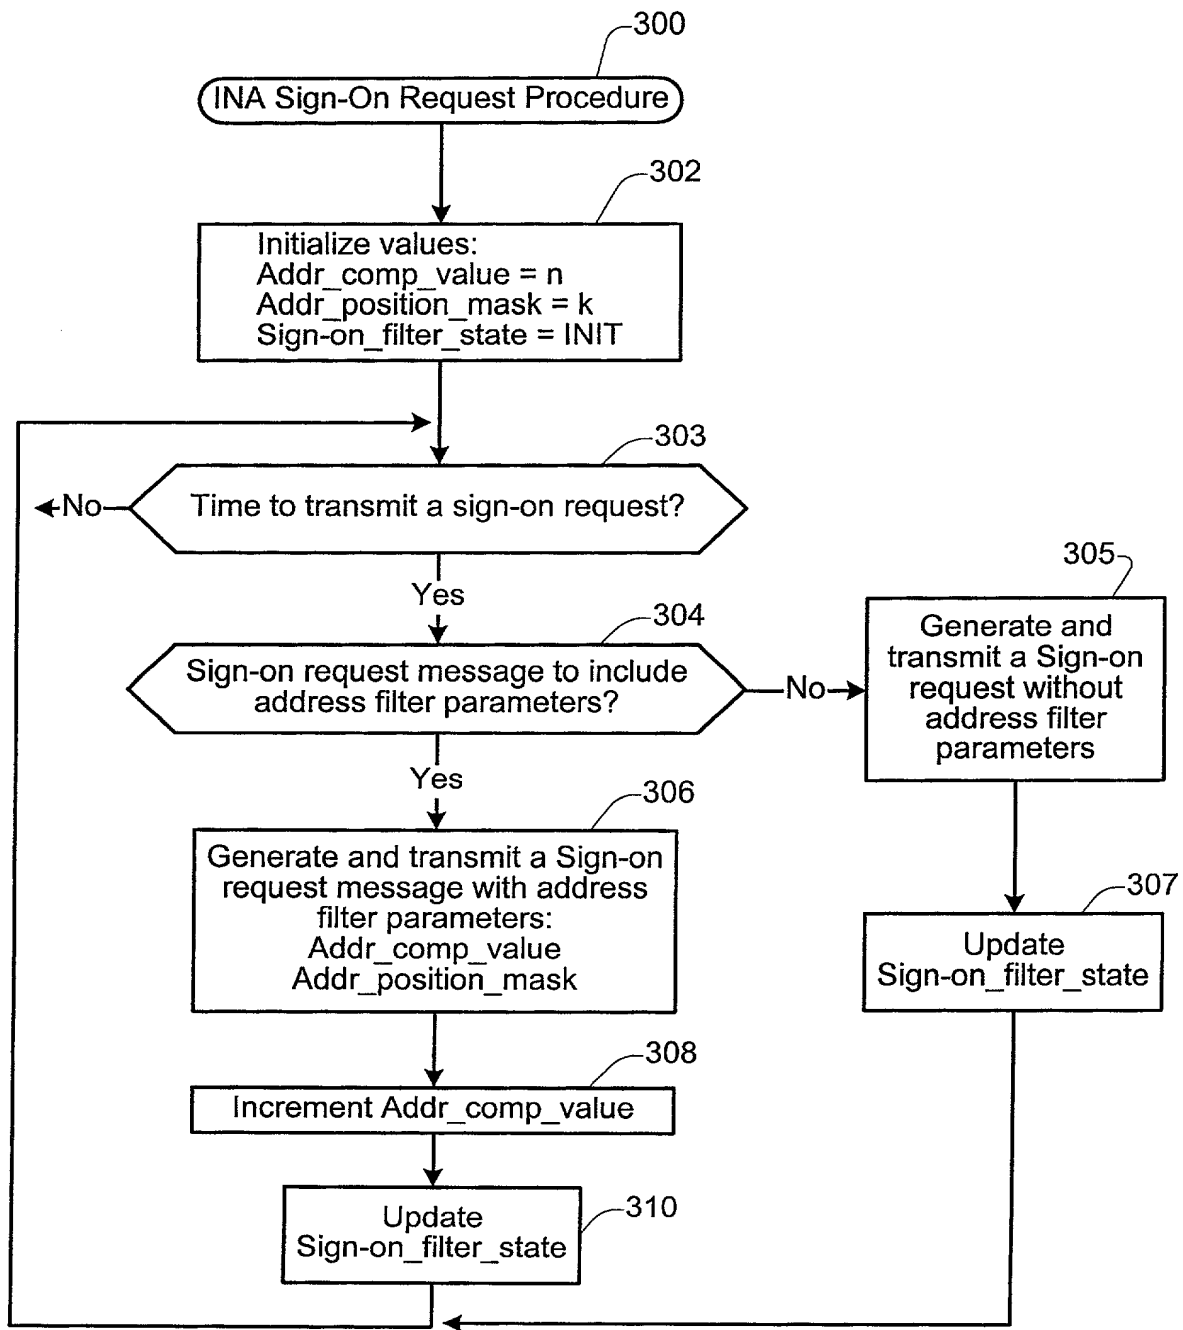 300
INA Sign-On Request Procedure
302
Initialize values:
Addr_comp_value = n
Addr_position_mask = k
Sign-on_filter_state = INIT
303
No
Time to transmit a sign-on request?
Yes
304
Sign-on request message to include
address filter parameters?
No
305
Generate and
transmit a Sign-on
request without
address filter
parameters
Yes
306
Generate and transmit a Sign-on
request message with address
filter parameters:
Addr_comp_value
Addr_position_mask
307
Update
Sign-on_filter_state
308
Increment Addr_comp_value
310
Update
Sign-on_filter_state